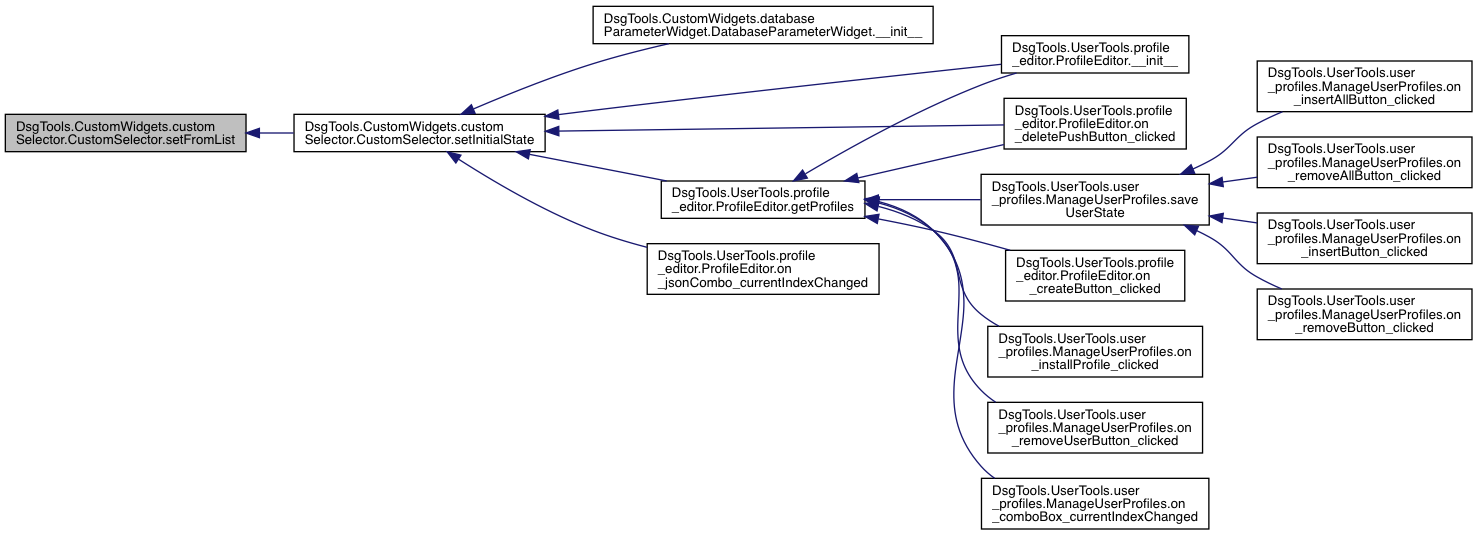 DsgTools.CustomWidgets.custom
Selector.CustomSelector.setFromList
DsgTools.CustomWidgets.custom
Selector.CustomSelector.setInitialState
DsgTools.CustomWidgets.database
ParameterWidget.DatabaseParameterWidget.__init__
DsgTools.UserTools.profile
_editor.ProfileEditor.__init__
DsgTools.UserTools.profile
_editor.ProfileEditor.on
_deletePushButton_clicked
DsgTools.UserTools.profile
_editor.ProfileEditor.getProfiles
DsgTools.UserTools.profile
_editor.ProfileEditor.on
_jsonCombo_currentIndexChanged
DsgTools.UserTools.user
_profiles.ManageUserProfiles.save
UserState
DsgTools.UserTools.profile
_editor.ProfileEditor.on
_createButton_clicked
DsgTools.UserTools.user
_profiles.ManageUserProfiles.on
_installProfile_clicked
DsgTools.UserTools.user
_profiles.ManageUserProfiles.on
_removeUserButton_clicked
DsgTools.UserTools.user
_profiles.ManageUserProfiles.on
_comboBox_currentIndexChanged
DsgTools.UserTools.user
_profiles.ManageUserProfiles.on
_insertAllButton_clicked
DsgTools.UserTools.user
_profiles.ManageUserProfiles.on
_removeAllButton_clicked
DsgTools.UserTools.user
_profiles.ManageUserProfiles.on
_insertButton_clicked
DsgTools.UserTools.user
_profiles.ManageUserProfiles.on
_removeButton_clicked